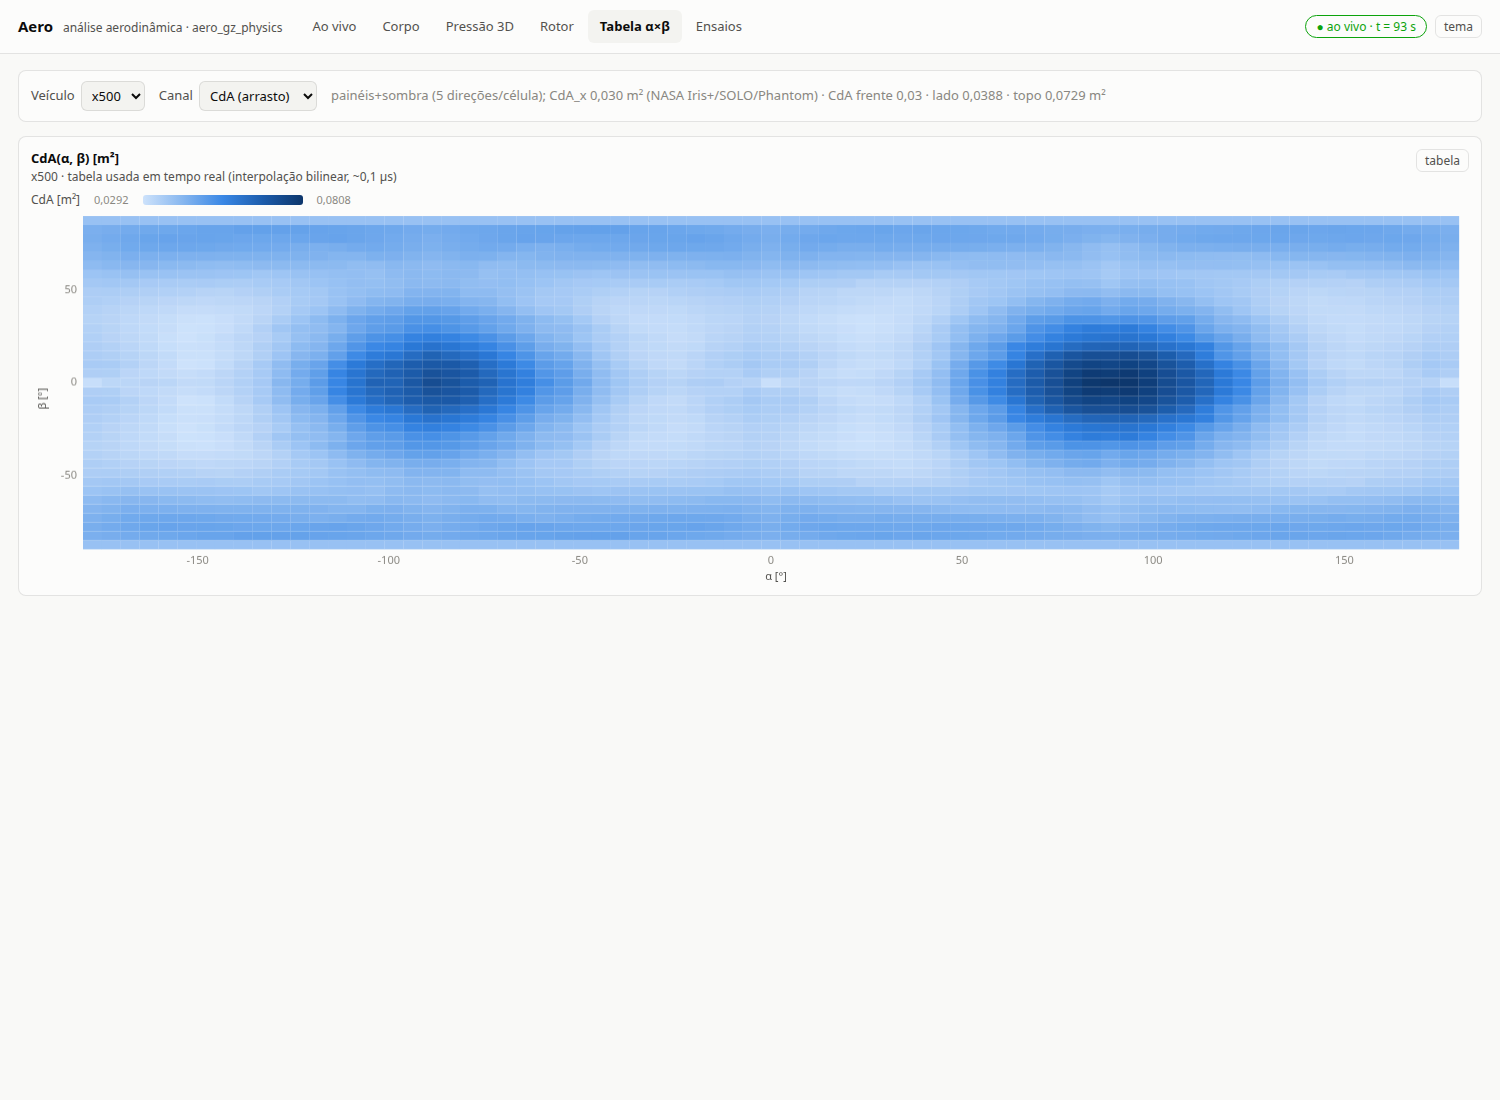 Aero análise aerodinâmica · aero_gz_physics Ao vivo Corpo Pressão 3D Rotor Tabela α×β Ensaios ● ao vivo · t = 93 s tema
Veículo x500 Canal CdA (arrasto) painéis+sombra (5 direções/célula); CdA_x 0,030 m² (NASA Iris+/SOLO/Phantom) · CdA frente 0,03 · lado 0,0388 · topo 0,0729 m²
CdA(α, β) [m²] tabela
x500 · tabela usada em tempo real (interpolação bilinear, ~0,1 µs)
CdA [m²] 0,0292 0,0808
50
0
β [°]
-50
-150 -100 -50 0 50 100 150
α [°]